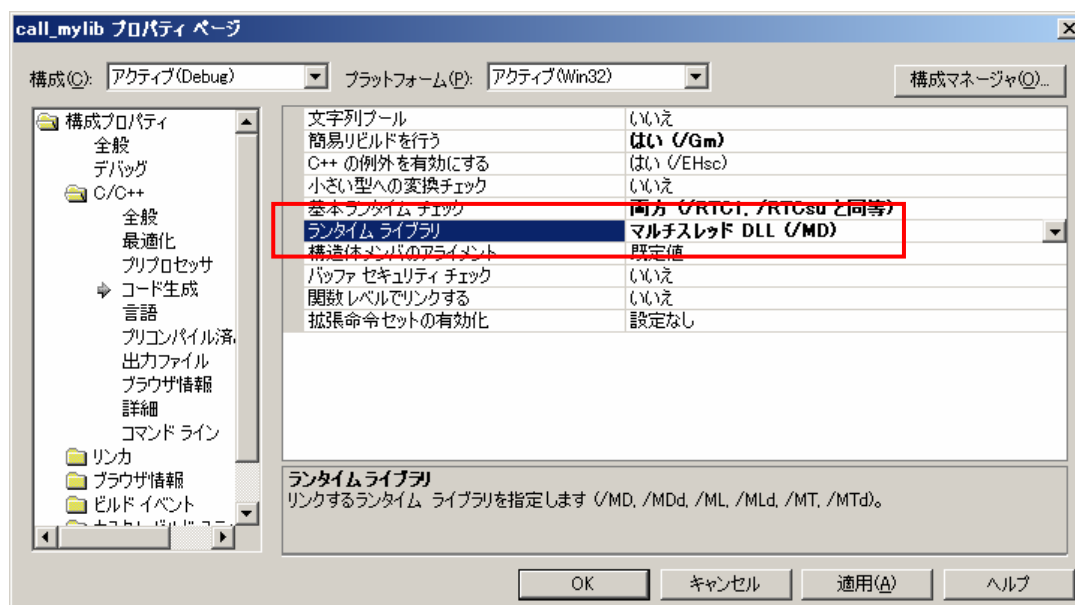 call_mylib プロパティ ページ
構成(C): アクティブ(Debug) プラットフォーム(P): アクティブ(Win32) 構成マネージャ(O)...
構成プロパティ
全般
デバッグ
C/C++
全般
最適化
プリプロセッサ
コード生成
言語
プリコンパイル済
出力ファイル
ブラウザ情報
詳細
コマンド ライン
リンカ
ブラウザ情報
ビルド イベント
文字列プール いいえ
簡易リビルドを行う はい (/Gm)
C++ の例外を有効にする はい (/EHsc)
小さい型への変換チェック いいえ
基本ランタイム チェック 両方 (/RTC1, /RTCsu と同等)
ランタイム ライブラリ マルチスレッド DLL (/MD)
構造体メンバのアライメント 既定値
バッファ セキュリティ チェック いいえ
関数レベルでリンクする いいえ
拡張命令セットの有効化 設定なし
ランタイム ライブラリ
リンクするランタイム ライブラリを指定します (/MD, /MDd, /ML, /MLd, /MT, /MTd)。
OK キャンセル 適用(A) ヘルプ